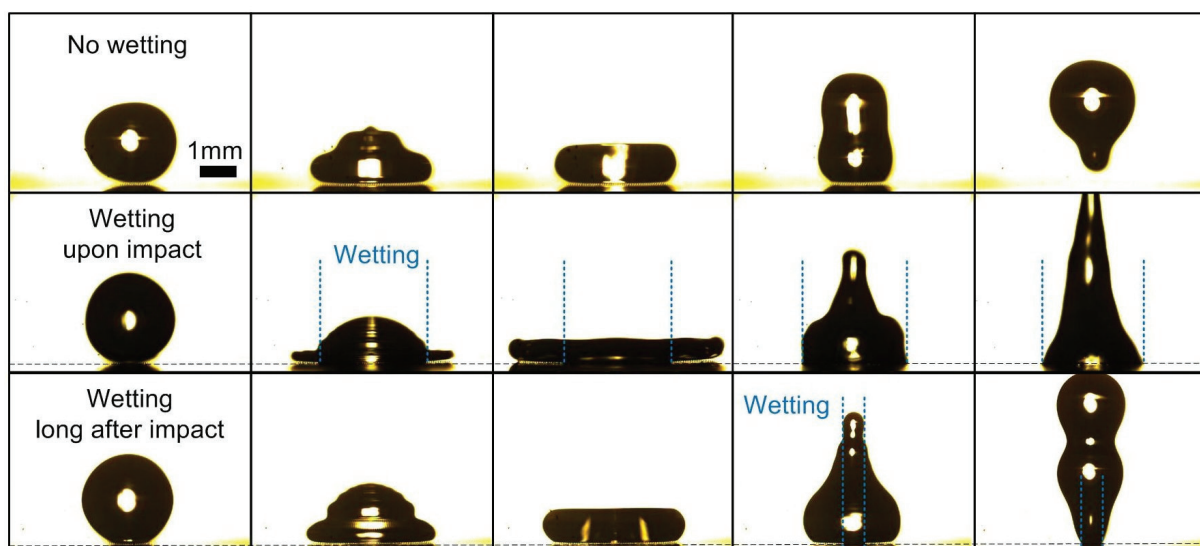 No wetting
1mm
Wetting
upon impact
Wetting
Wetting
long after impact
Wetting